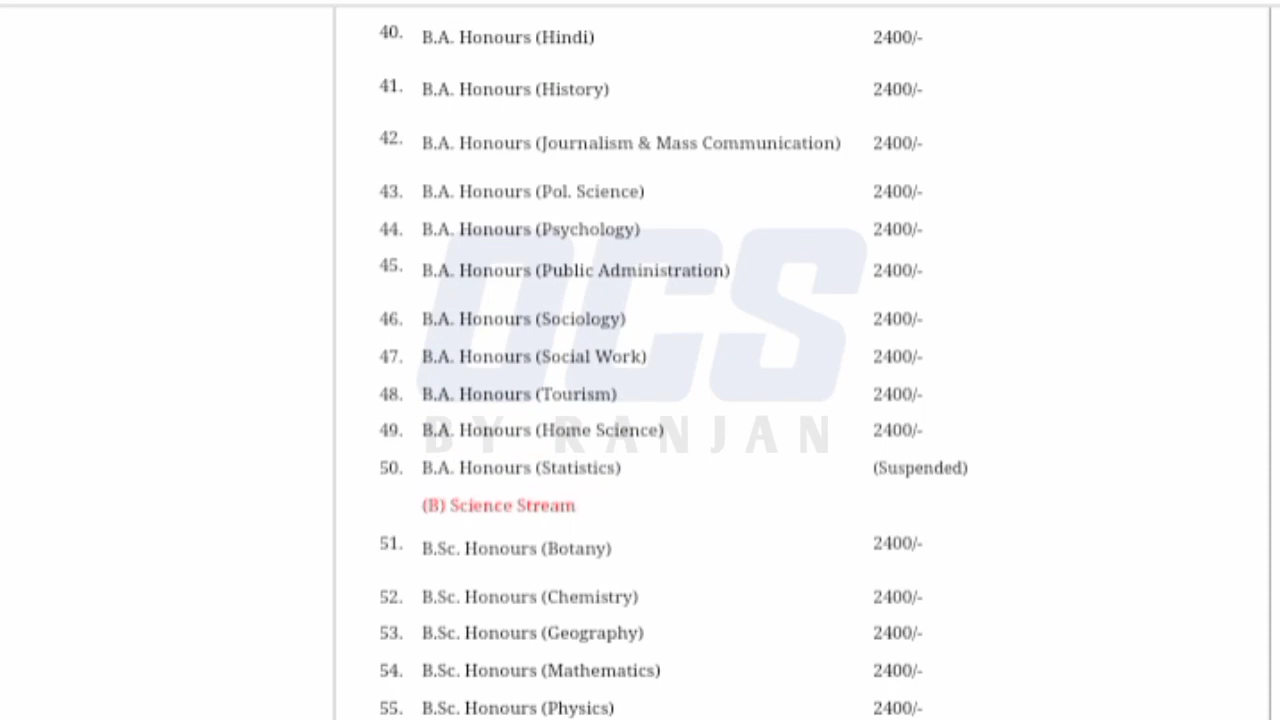 40. B.A. Honours (Hindi) 2400/-
41. B.A. Honours (History) 2400/-
42. B.A. Honours (Journalism & Mass Communication) 2400/-
43. B.A. Honours (Pol. Science) 2400/-
44. B.A. Honours (Psychology) 2400/-
45. B.A. Honours (Public Administration) 2400/-
46. B.A. Honours (Sociology) 2400/-
47. B.A. Honours (Social Work) 2400/-
48. B.A. Honours (Tourism) 2400/-
49. B.A. Honours (Home Science) 2400/-
50. B.A. Honours (Statistics) (Suspended)
(B) Science Stream
51. B.Sc. Honours (Botany) 2400/-
52. B.Sc. Honours (Chemistry) 2400/-
53. B.Sc. Honours (Geography) 2400/-
54. B.Sc. Honours (Mathematics) 2400/-
55. B.Sc. Honours (Physics) 2400/-
OCS
BY RANJAN